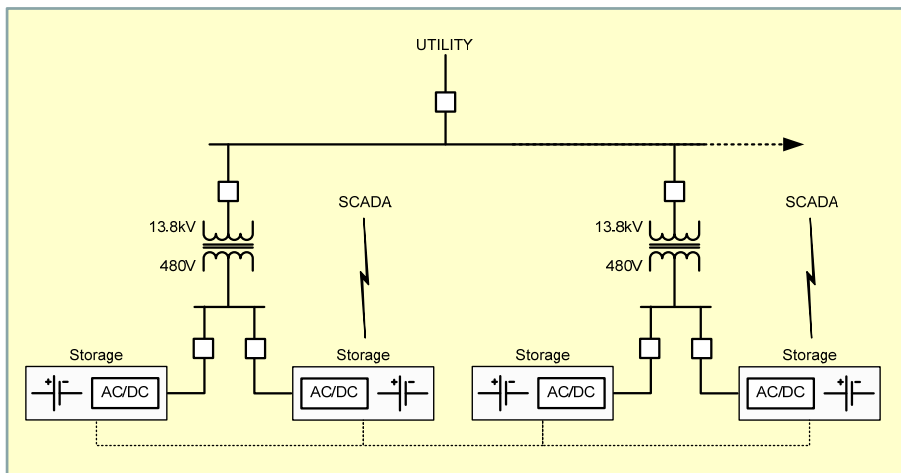 UTILITY
SCADA
SCADA
13.8kV
480V
13.8kV
480V
Storage
Storage
Storage
Storage
+ -
AC/DC
AC/DC
+ -
+ -
AC/DC
AC/DC
+ -